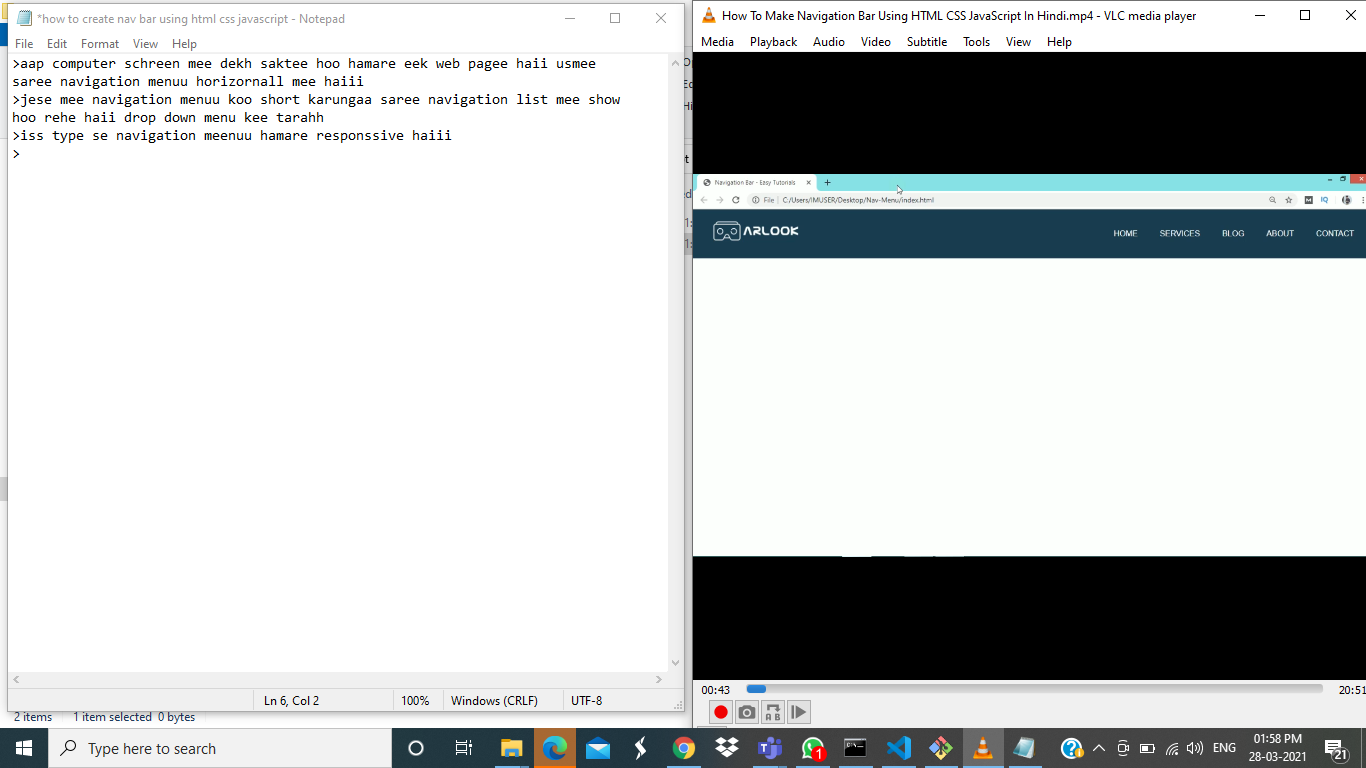 *how to create nav bar using html css javascript - Notepad
File Edit Format View Help
>aap computer schreen mee dekh saktee hoo hamare eek web pagee haii usmee
saree navigation menuu horizornall mee haiii
>jese mee navigation menuu koo short karungaa saree navigation list mee show
hoo rehe haii drop down menu kee tarahh
>iss type se navigation meenuu hamare responssive haiii
>
Ln 6, Col 2 100% Windows (CRLF) UTF-8
2 items 1 item selected 0 bytes
How To Make Navigation Bar Using HTML CSS JavaScript In Hindi.mp4 - VLC media player
Media Playback Audio Video Subtitle Tools View Help
Navigation Bar - Easy Tutorials
File C:/Users/IMUSER/Desktop/Nav-Menu/index.html
ARLOOK HOME SERVICES BLOG ABOUT CONTACT
00:43 20:51
Type here to search
1
ENG
01:58 PM
28-03-2021
21